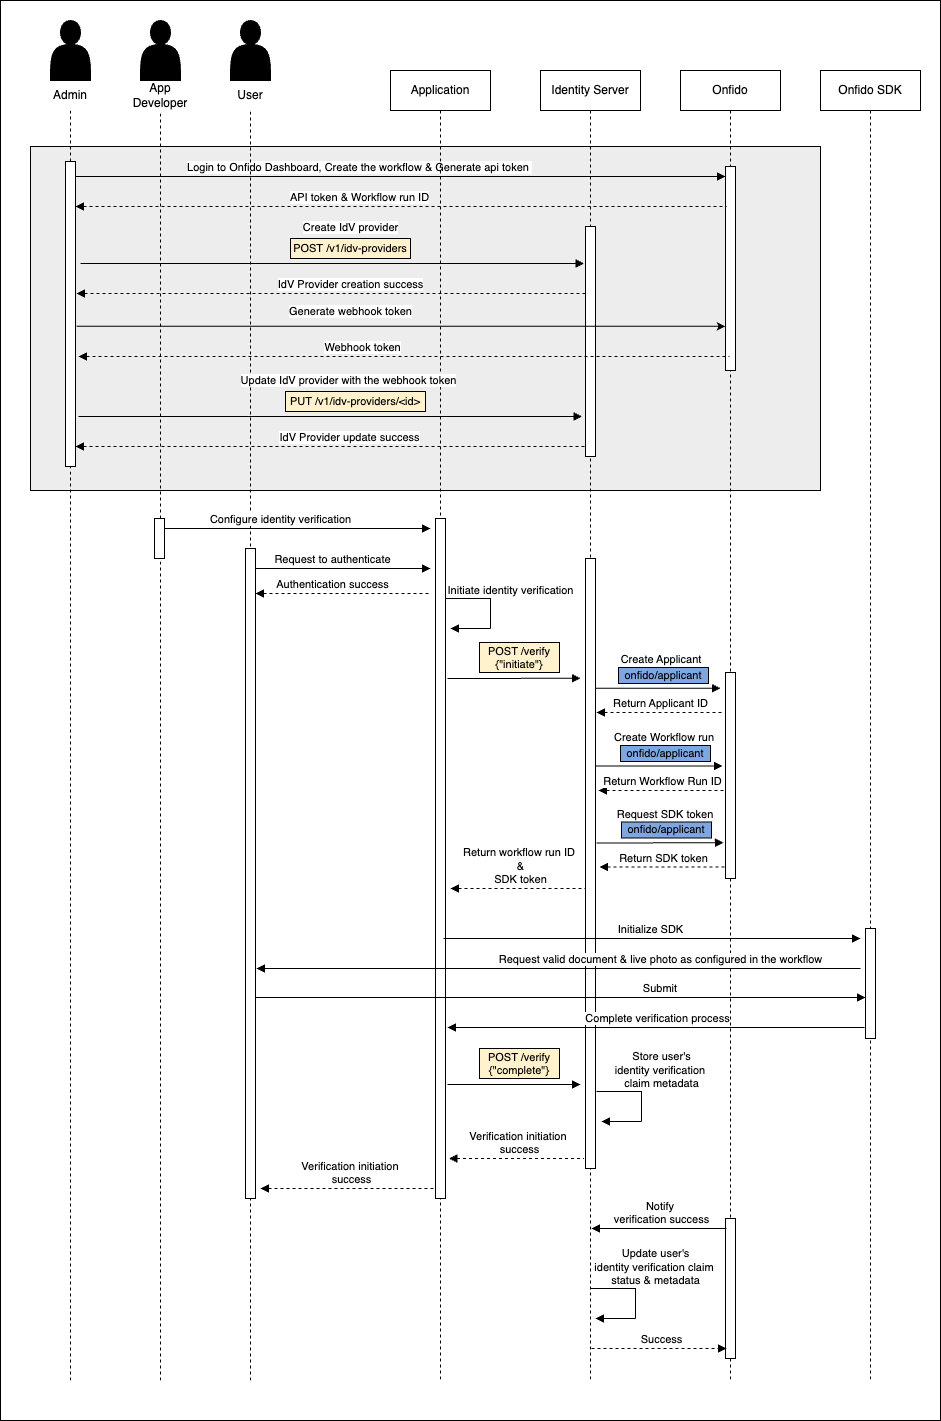 Admin
App
Developer
User
Application
Identity Server
Onfido
Onfido SDK
Login to Onfido Dashboard, Create the workflow & Generate api token
API token & Workflow run ID
Create IdV provider
POST /v1/idv-providers
IdV Provider creation success
Generate webhook token
Webhook token
Update IdV provider with the webhook token
PUT /v1/idv-providers/<id>
IdV Provider update success
Configure identity verification
Request to authenticate
Authentication success
Initiate identity verification
POST /verify
{"initiate"}
Create Applicant
onfido/applicant
Return Applicant ID
Create Workflow run
onfido/applicant
Return Workflow Run ID
Request SDK token
onfido/applicant
Return SDK token
Return workflow run ID
&
SDK token
Initialize SDK
Request valid document & live photo as configured in the workflow
Submit
Complete verification process
POST /verify
{"complete"}
Store user's
identity verification
claim metadata
Verification initiation
success
Verification initiation
success
Notify
verification success
Update user's
identity verification claim
status & metadata
Success